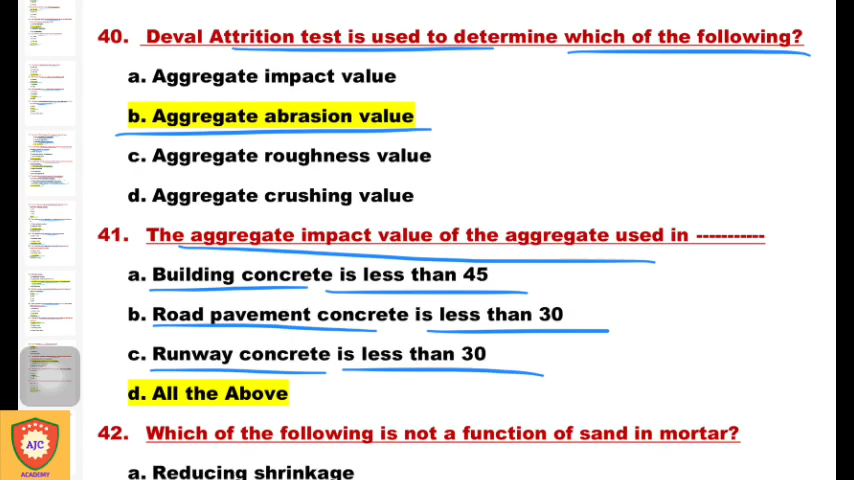 40. Deval Attrition test is used to determine which of the following?
a. Aggregate impact value
b. Aggregate abrasion value
c. Aggregate roughness value
d. Aggregate crushing value
41. The aggregate impact value of the aggregate used in -----------
a. Building concrete is less than 45
b. Road pavement concrete is less than 30
c. Runway concrete is less than 30
d. All the Above
42. Which of the following is not a function of sand in mortar?
a. Reducing shrinkage
AJC
ACADEMY